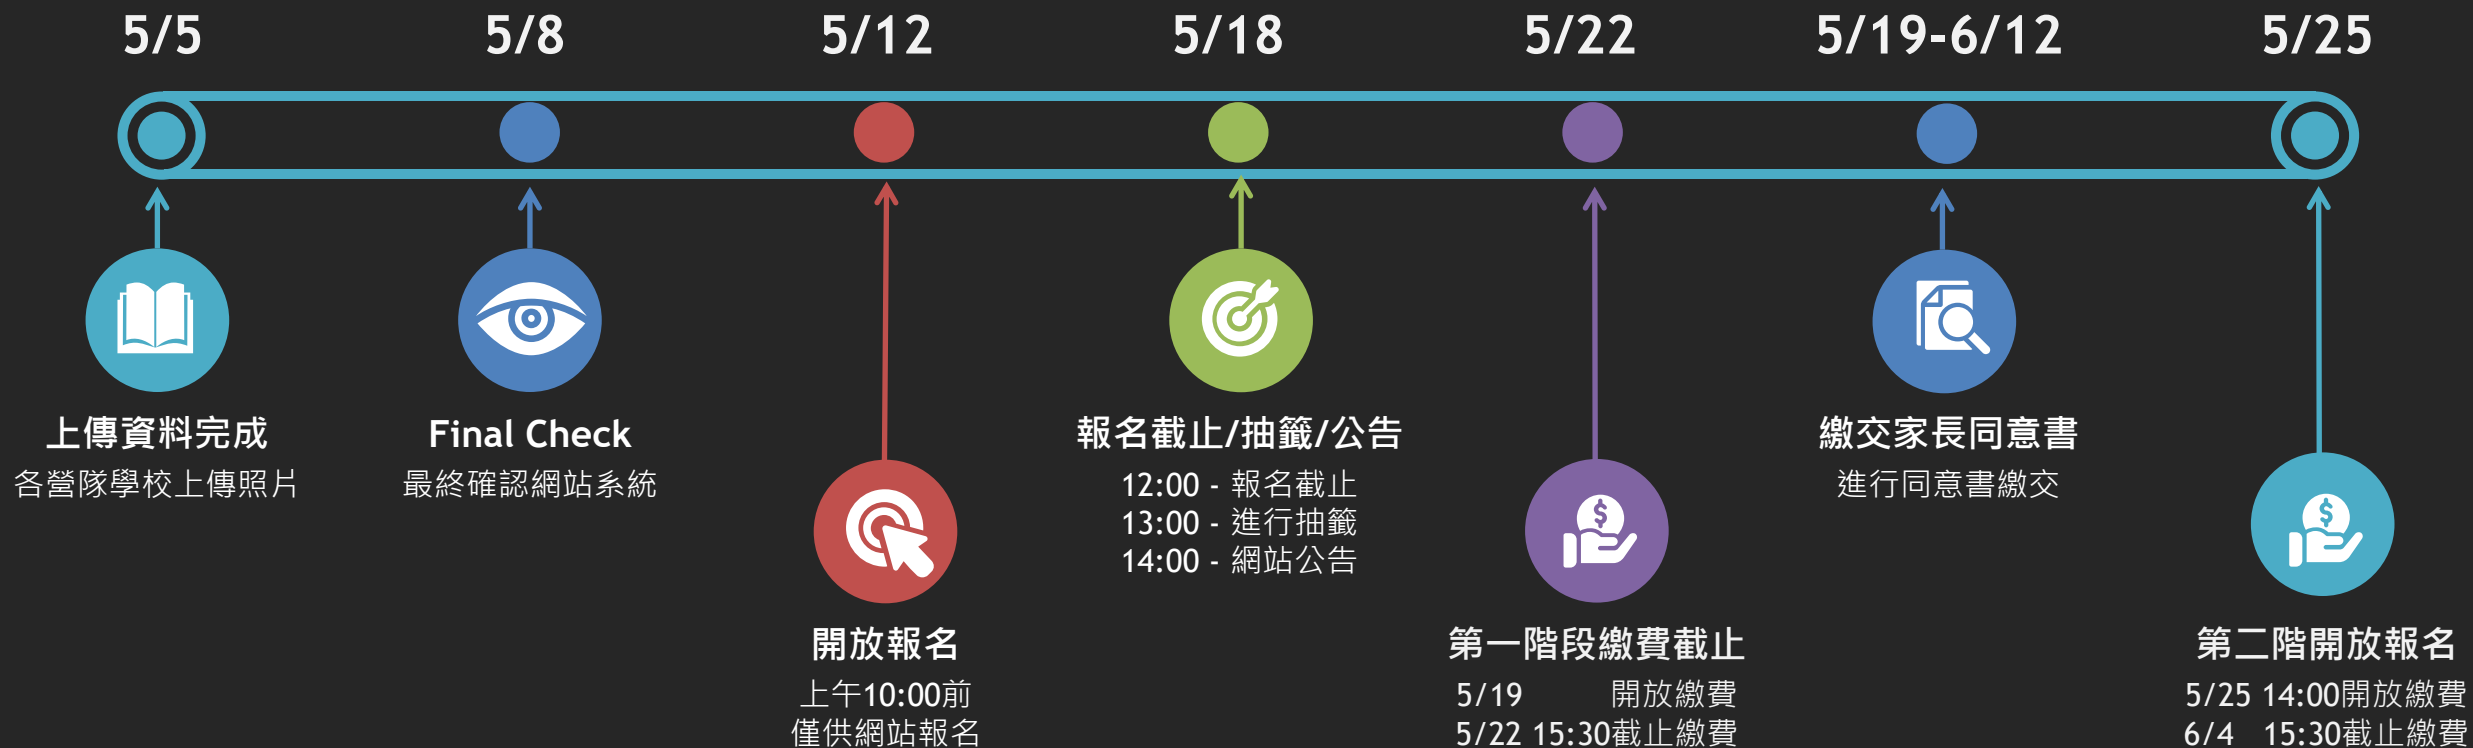 5/5
5/8
5/12
5/18
5/22
5/19-6/12
5/25
上傳資料完成
各營隊學校上傳照片
Final Check
最終確認網站系統
開放報名
上午10:00前
僅供網站報名
報名截止/抽籤/公告
12:00 - 報名截止
13:00 - 進行抽籤
14:00 - 網站公告
第一階段繳費截止
5/19 開放繳費
5/22 15:30截止繳費
繳交家長同意書
進行同意書繳交
第二階開放報名
5/25 14:00開放繳費
6/4 15:30截止繳費